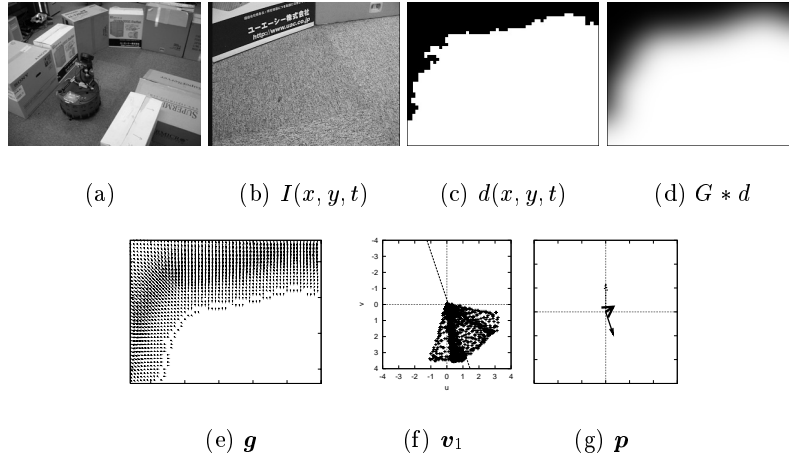 ユーエーシー株式会社
http://www.uac.co.jp
SUPERMI
(a)
(b) I(x, y, t)
(c) d(x, y, t)
(d) G * d
-4
-3
-2
-1
0
1
2
3
4
v
-4 -3 -2 -1 0 1 2 3 4
u
(e) g
(f) v₁
(g) p